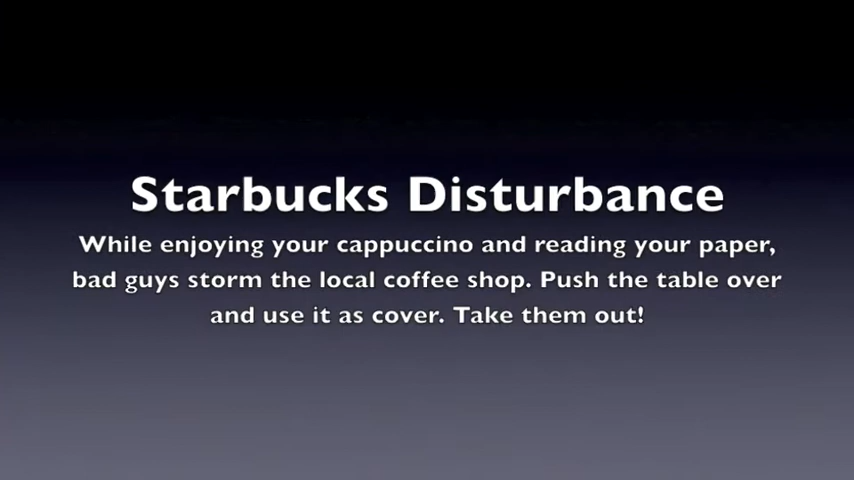 Starbucks Disturbance
While enjoying your cappuccino and reading your paper,
bad guys storm the local coffee shop. Push the table over
and use it as cover. Take them out!